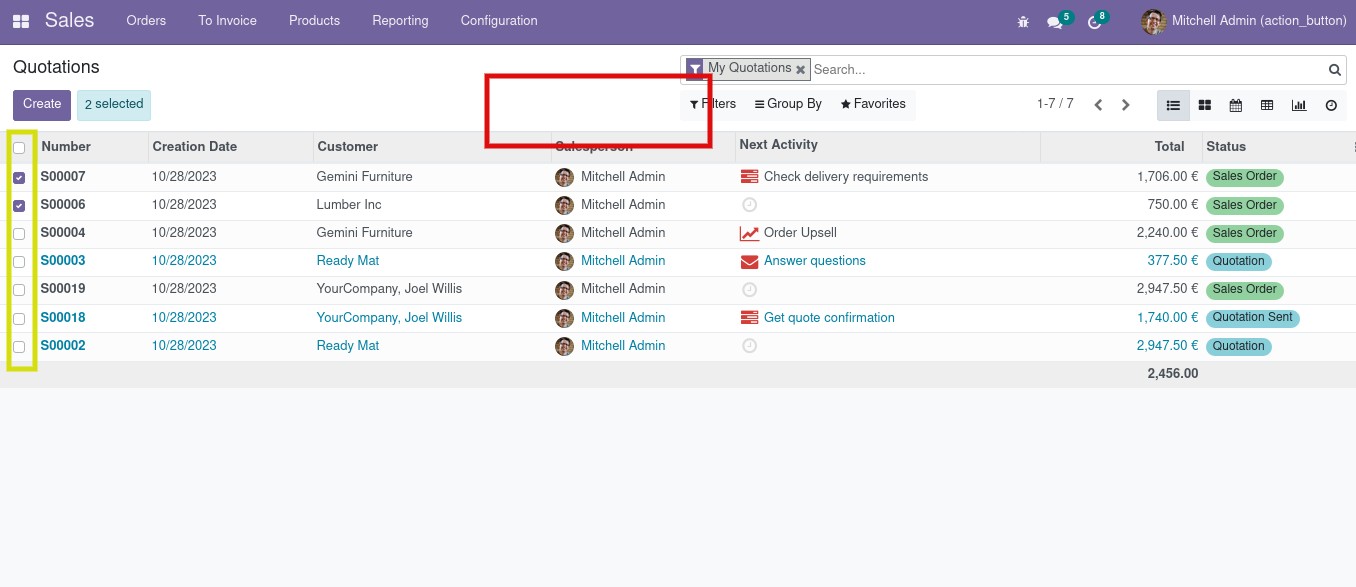 Sales Orders To Invoice Products Reporting Configuration 5 8 Mitchell Admin (action_button)
Quotations My Quotations Search...
Create 2 selected Filters Group By Favorites 1-7 / 7
Number Creation Date Customer Salesperson Next Activity Total Status
S00007 10/28/2023 Gemini Furniture Mitchell Admin Check delivery requirements 1,706.00 € Sales Order
S00006 10/28/2023 Lumber Inc Mitchell Admin 750.00 € Sales Order
S00004 10/28/2023 Gemini Furniture Mitchell Admin Order Upsell 2,240.00 € Sales Order
S00003 10/28/2023 Ready Mat Mitchell Admin Answer questions 377.50 € Quotation
S00019 10/28/2023 YourCompany, Joel Willis Mitchell Admin 2,947.50 € Sales Order
S00018 10/28/2023 YourCompany, Joel Willis Mitchell Admin Get quote confirmation 1,740.00 € Quotation Sent
S00002 10/28/2023 Ready Mat Mitchell Admin 2,947.50 € Quotation
2,456.00